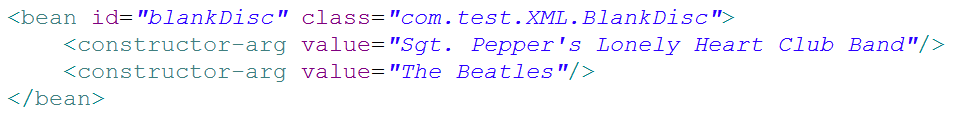 <bean id="blankDisc" class="com.test.XML.BlankDisc">
    <constructor-arg value="Sgt. Pepper's Lonely Heart Club Band"/>
    <constructor-arg value="The Beatles"/>
</bean>